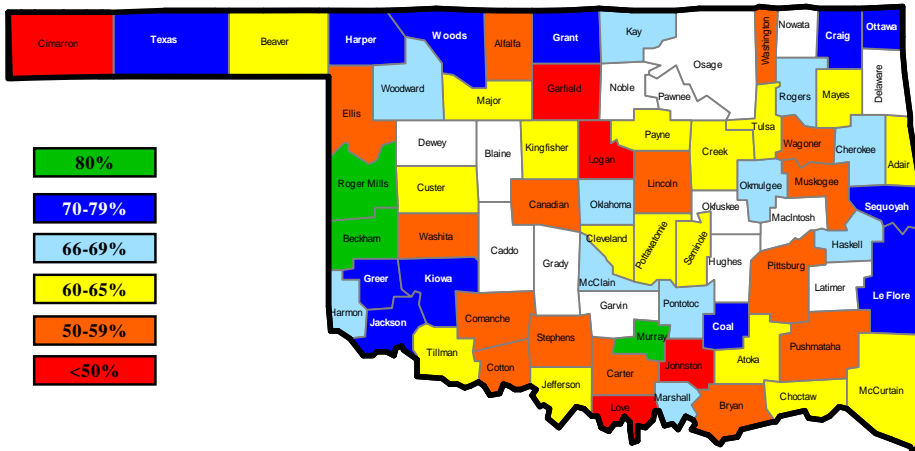 Cimarron
Texas
Beaver
Harper
Woods
Alfalfa
Grant
Kay
Osage
Washington
Nowata
Craig
Ottawa
Woodward
Major
Garfield
Noble
Pawnee
Rogers
Mayes
Delaware
Ellis
Dewey
Blaine
Kingfisher
Logan
Payne
Creek
Tulsa
Wagoner
Cherokee
Adair
80%
Roger Mills
Custer
Canadian
Oklahoma
Lincoln
Okmulgee
Muskogee
70-79%
Okfuskee
MacIntosh
Sequoyah
66-69%
Beckham
Washita
Caddo
Grady
Cleveland
Pottawatomie
Seminole
Hughes
Pittsburg
Haskell
60-65%
Greer
Kiowa
McClain
Latimer
Le Flore
Harmon
Jackson
Comanche
Garvin
Pontotoc
Coal
50-59%
Tillman
Stephens
Murray
Johnston
Atoka
Pushmataha
<50%
Cotton
Jefferson
Carter
Love
Marshall
Bryan
Choctaw
McCurtain